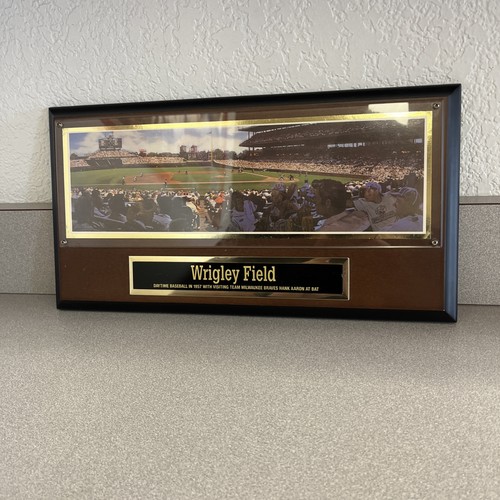 Wrigley Field
DAYTIME BASEBALL IN 1957 WITH VISITING TEAM MILWAUKEE BRAVES HANK AARON AT BAT